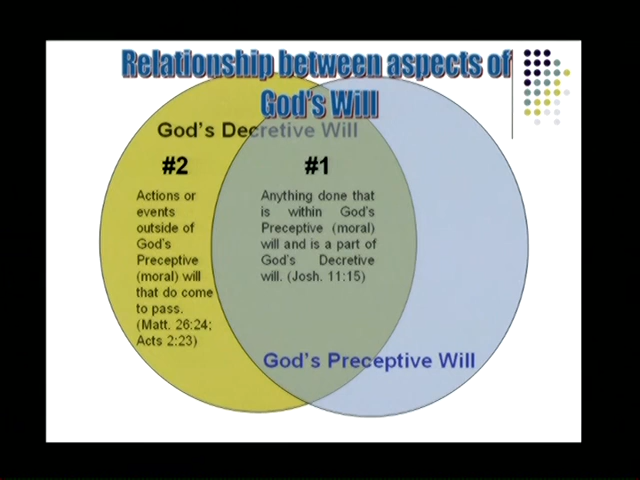 Relationship between aspects of
God's Will
God's Decretive Will
#2
Actions or
events
outside of
God's
Preceptive
(moral) will
that do come
to pass.
(Matt. 26:24;
Acts 2:23)
#1
Anything done that
is within God's
Preceptive (moral)
will and is a part of
God's Decretive
will. (Josh. 11:15)
God's Preceptive Will